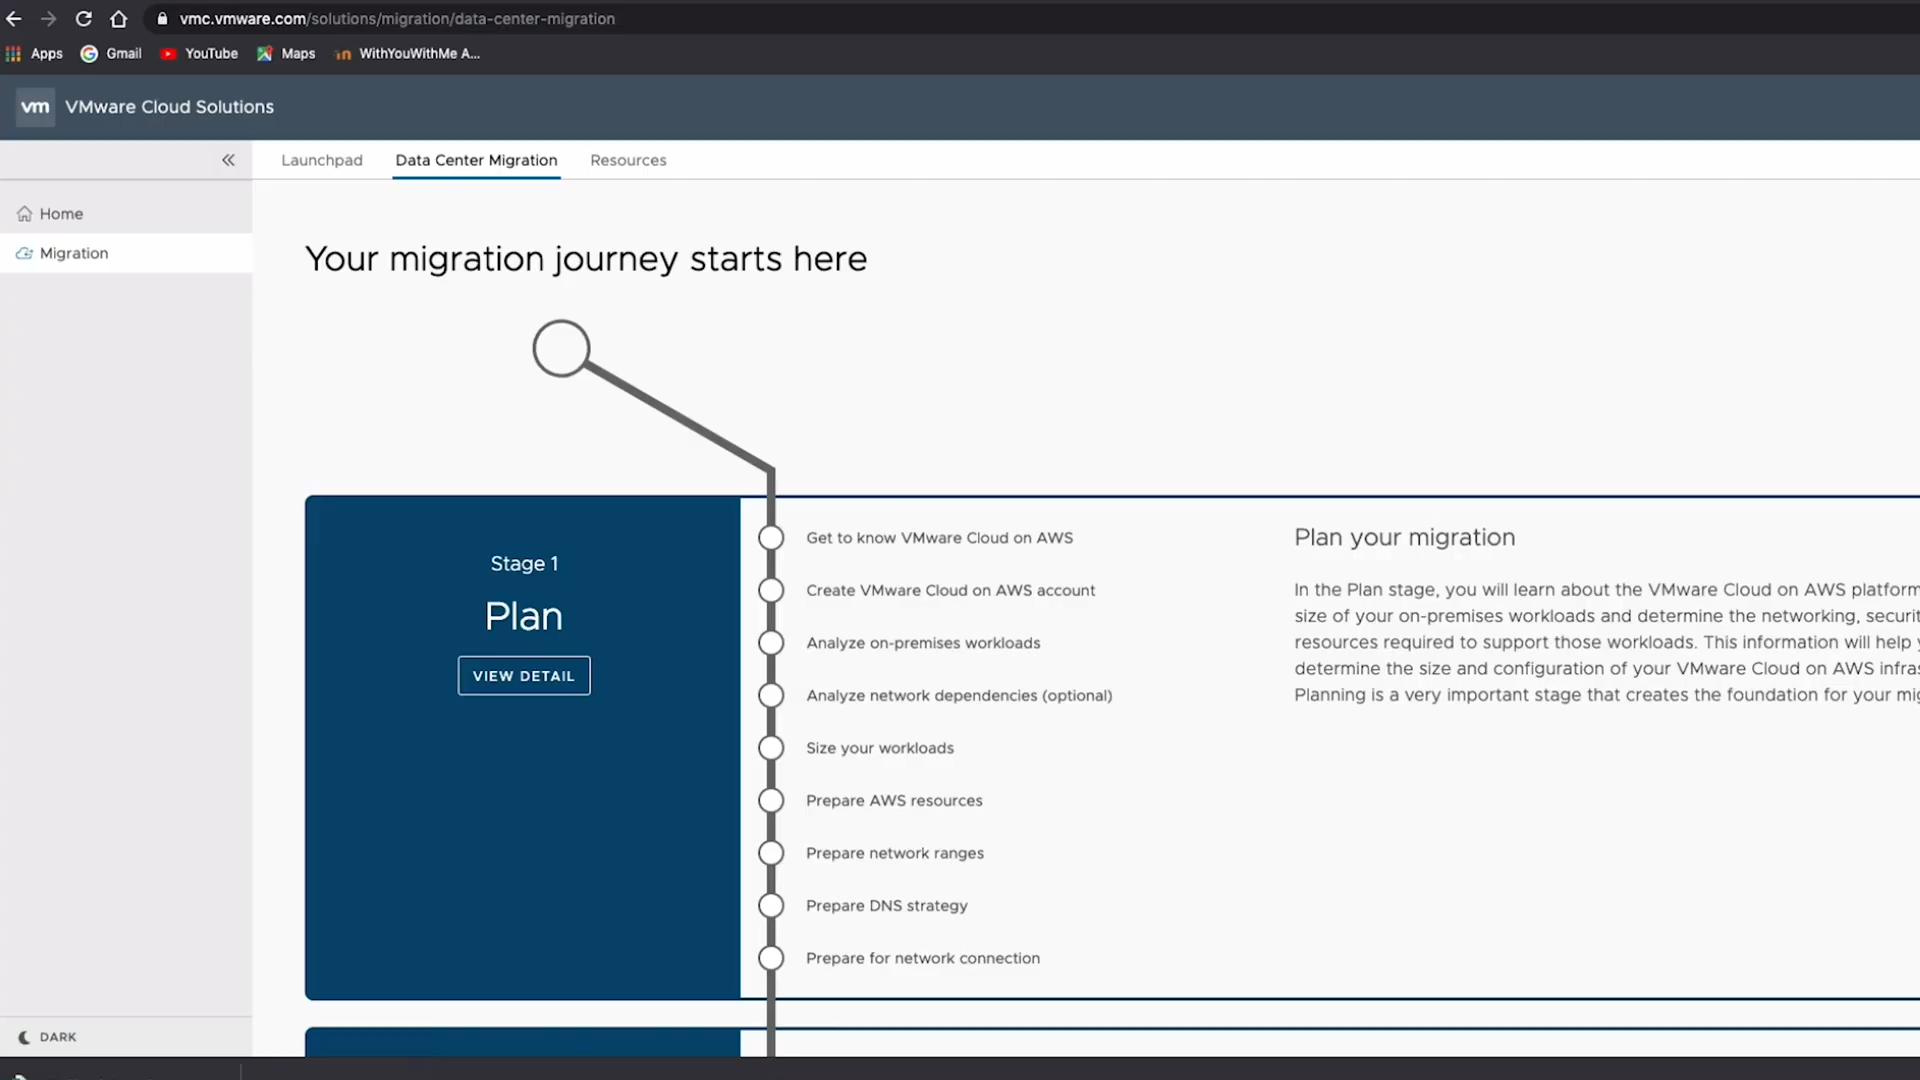 vmc.vmware.com/solutions/migration/data-center-migration
Apps Gmail YouTube Maps WithYouWithMe A...
vm VMware Cloud Solutions
Launchpad Data Center Migration Resources
Home
Migration
Your migration journey starts here
Stage 1
Plan
VIEW DETAIL
Get to know VMware Cloud on AWS
Create VMware Cloud on AWS account
Analyze on-premises workloads
Analyze network dependencies (optional)
Size your workloads
Prepare AWS resources
Prepare network ranges
Prepare DNS strategy
Prepare for network connection
Plan your migration
In the Plan stage, you will learn about the VMware Cloud on AWS platform
size of your on-premises workloads and determine the networking,
resources required to support those workloads. This information will help
determine the size and configuration of your VMware Cloud on AWS
Planning is a very important stage that creates the foundation for your
DARK